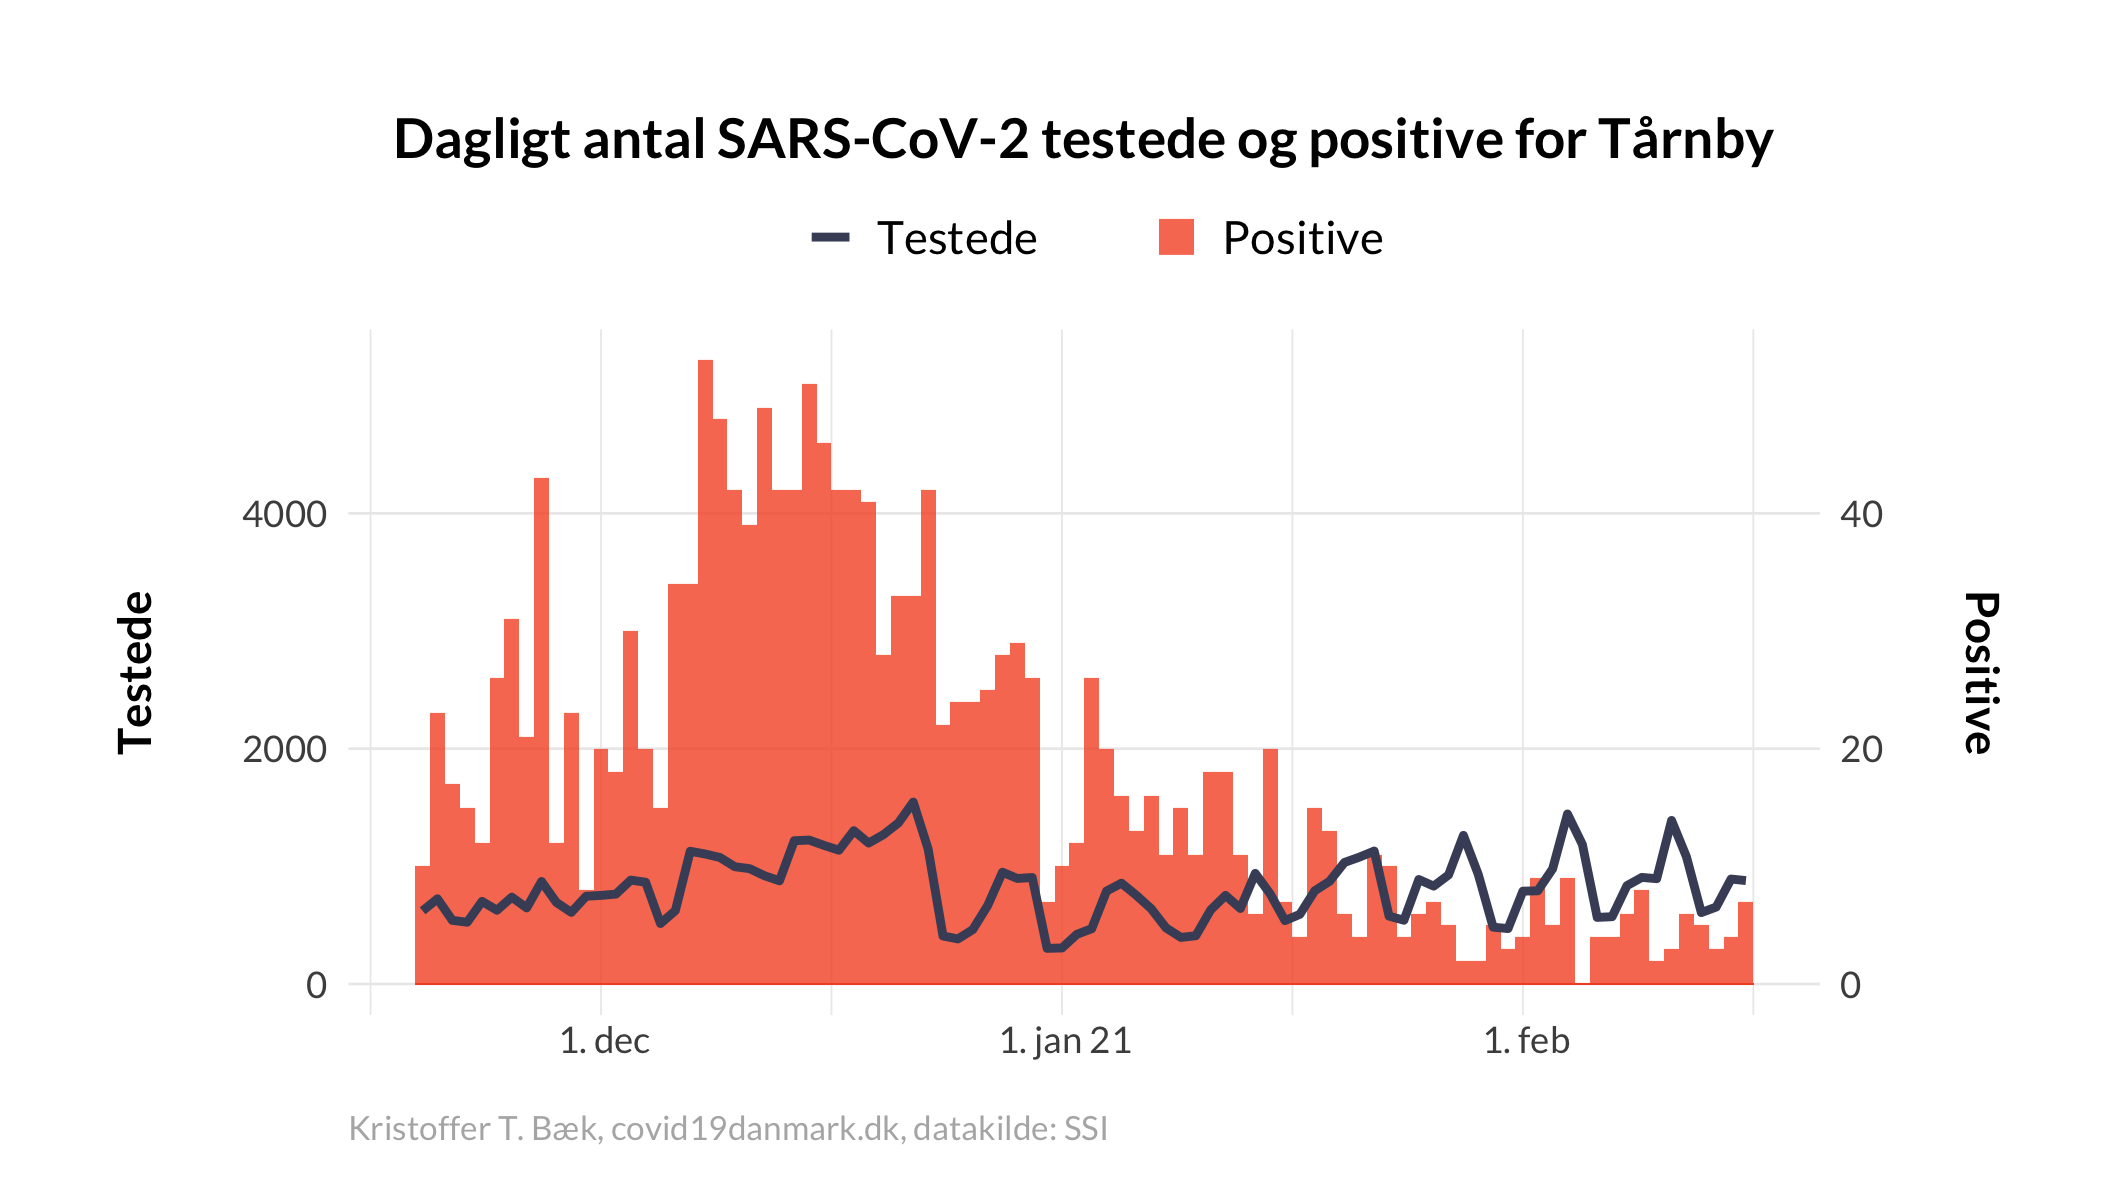 Dagligt antal SARS-CoV-2 testede og positive for Tårnby
Testede
Positive
Testede
4000
2000
0
40
20
0
Positive
1. dec
1. jan 21
1. feb
Kristoffer T. Bæk, covid19danmark.dk, datakilde: SSI